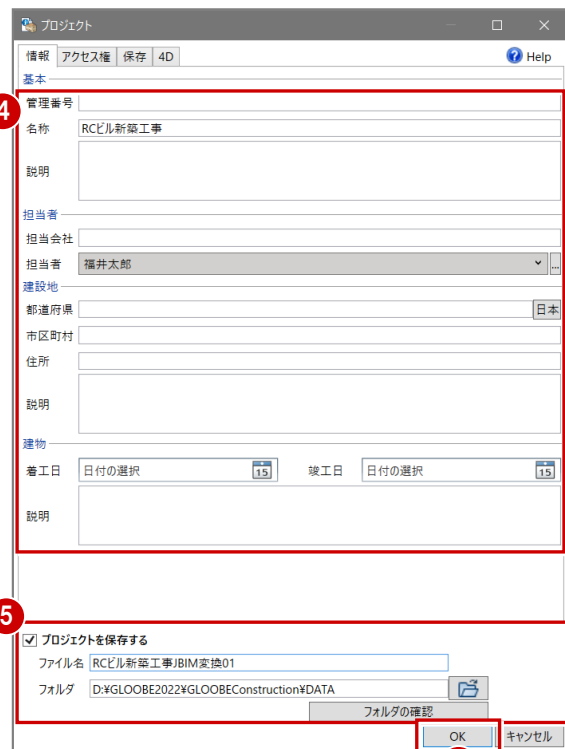 プロジェクト
情報 アクセス権 保存 4D Help
基本
4
管理番号
名称 RCビル新築工事
説明
担当者
担当会社
担当者 福井太郎 ...
建設地
都道府県 日本
市区町村
住所
説明
建物
着工日 日付の選択 15 竣工日 日付の選択 15
説明
5
プロジェクトを保存する
ファイル名 RCビル新築工事JBIM変換01
フォルダ D:¥GLOOBE2022¥GLOOBEConstruction¥DATA
フォルダの確認
OK キャンセル